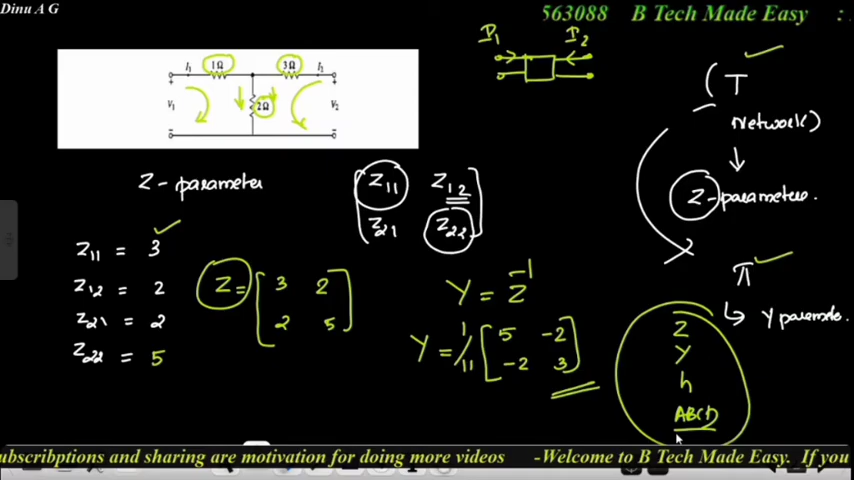 Dinu A G
563088 B Tech Made Easy :
I1 1Ω 3Ω I2
V1 2Ω V2
I1 I2
(T
Network)
Z-parameters.
π
↳ Y parameter.
Z-parameter
[Z11 Z12
Z21 Z22]
Z11 = 3
Z12 = 2
Z21 = 2
Z22 = 5
Z = [3 2
2 5]
Y = Z⁻¹
Y = 1/11 [5 -2
-2 3]
Z
Y
h
ABCD
ubscribptions and sharing are motivation for doing more videos -Welcome to B Tech Made Easy. If you